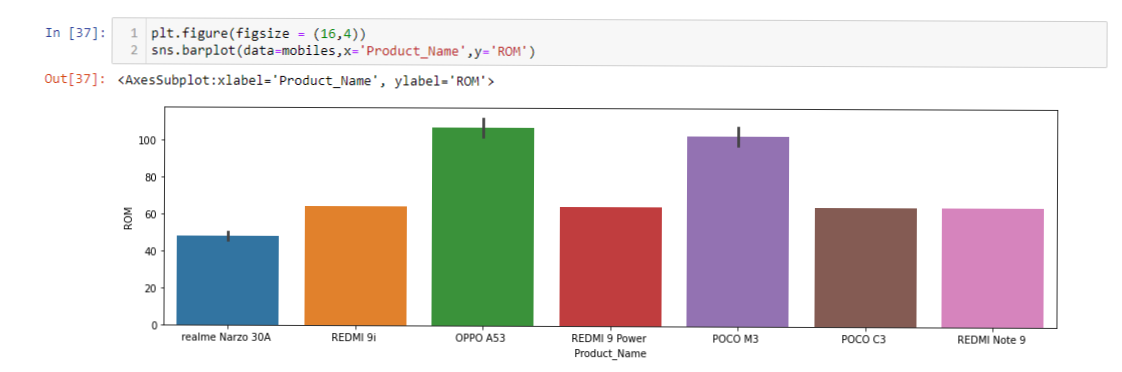 In [37]:
1 plt.figure(figsize = (16,4))
2 sns.barplot(data=mobiles,x='Product_Name',y='ROM')
Out[37]: <AxesSubplot:xlabel='Product_Name', ylabel='ROM'>
100
80
60
40
20
0
ROM
realme Narzo 30A REDMI 9i OPPO A53 REDMI 9 Power POCO M3 POCO C3 REDMI Note 9
Product_Name